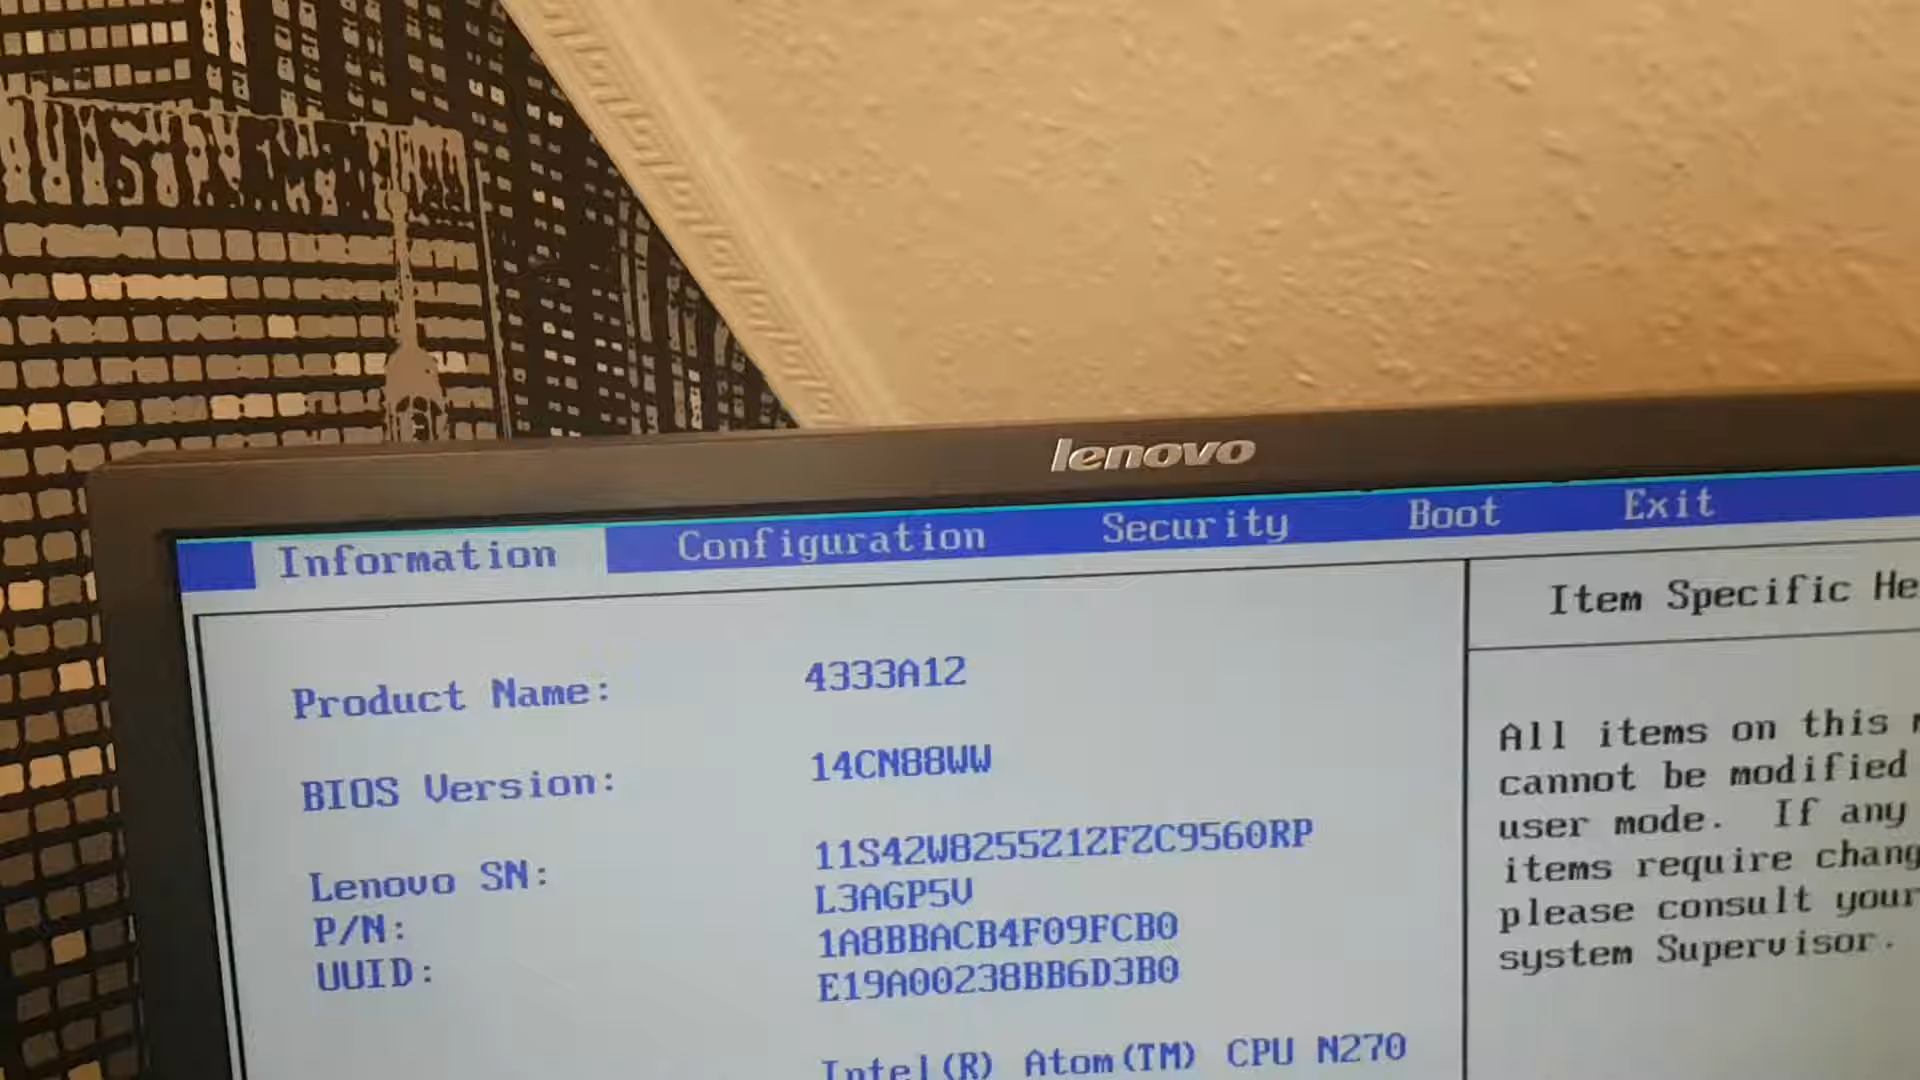 lenovo
Information Configuration Security Boot Exit
Item Specific He
Product Name: 4333A12
BIOS Version: 14CN88WW
Lenovo SN: 11S42W8255Z1ZFZC9560RP
P/N: L3AGP5V
UUID: 1A8BBACB4F09FCB0
E19A00238BB6D3B0
Intel(R) Atom(TM) CPU N270
All items on this
cannot be modified
user mode. If any
items require chang
please consult your
system Supervisor.